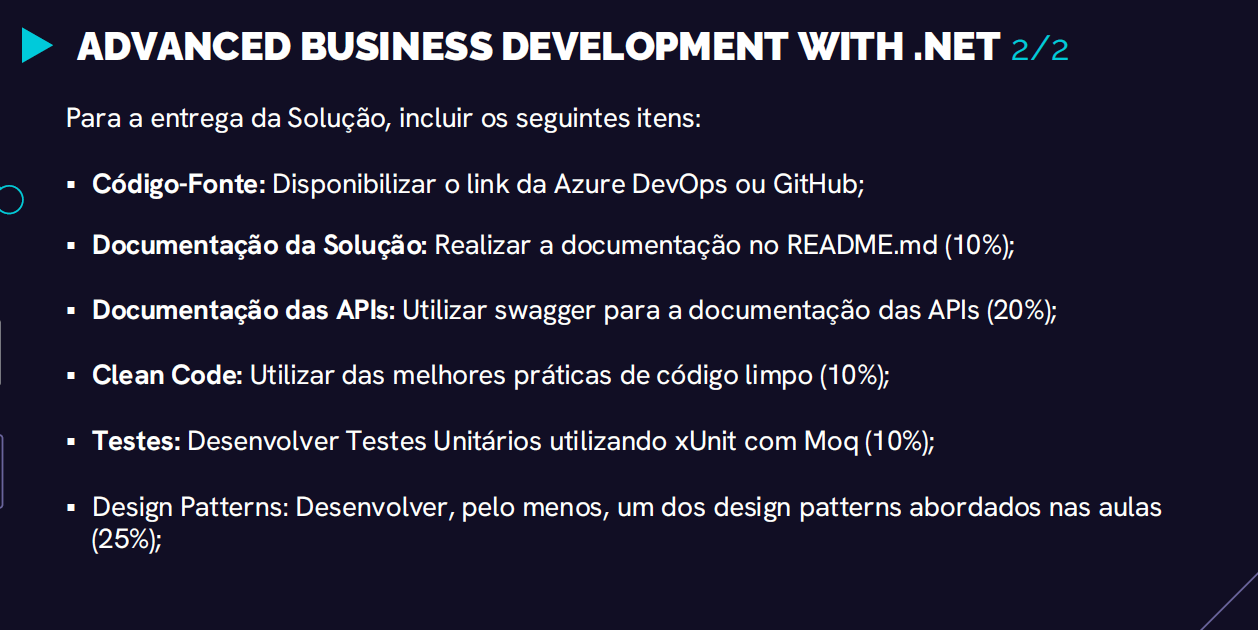 ADVANCED BUSINESS DEVELOPMENT WITH .NET 2/2
Para a entrega da Solução, incluir os seguintes itens:
▪ Código-Fonte: Disponibilizar o link da Azure DevOps ou GitHub;
▪ Documentação da Solução: Realizar a documentação no README.md (10%);
▪ Documentação das APIs: Utilizar swagger para a documentação das APIs (20%);
▪ Clean Code: Utilizar das melhores práticas de código limpo (10%);
▪ Testes: Desenvolver Testes Unitários utilizando xUnit com Moq (10%);
▪ Design Patterns: Desenvolver, pelo menos, um dos design patterns abordados nas aulas
(25%);